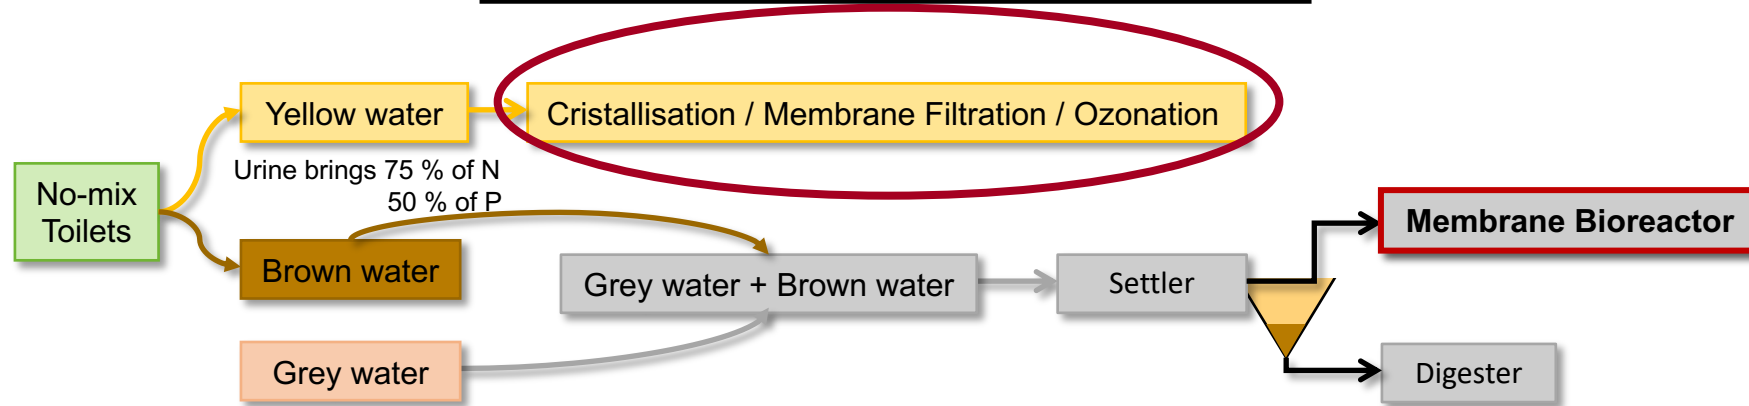 Yellow water
Cristallisation / Membrane Filtration / Ozonation
Urine brings 75 % of N
50 % of P
No-mix
Toilets
Brown water
Grey water + Brown water
Settler
Membrane Bioreactor
Grey water
Digester